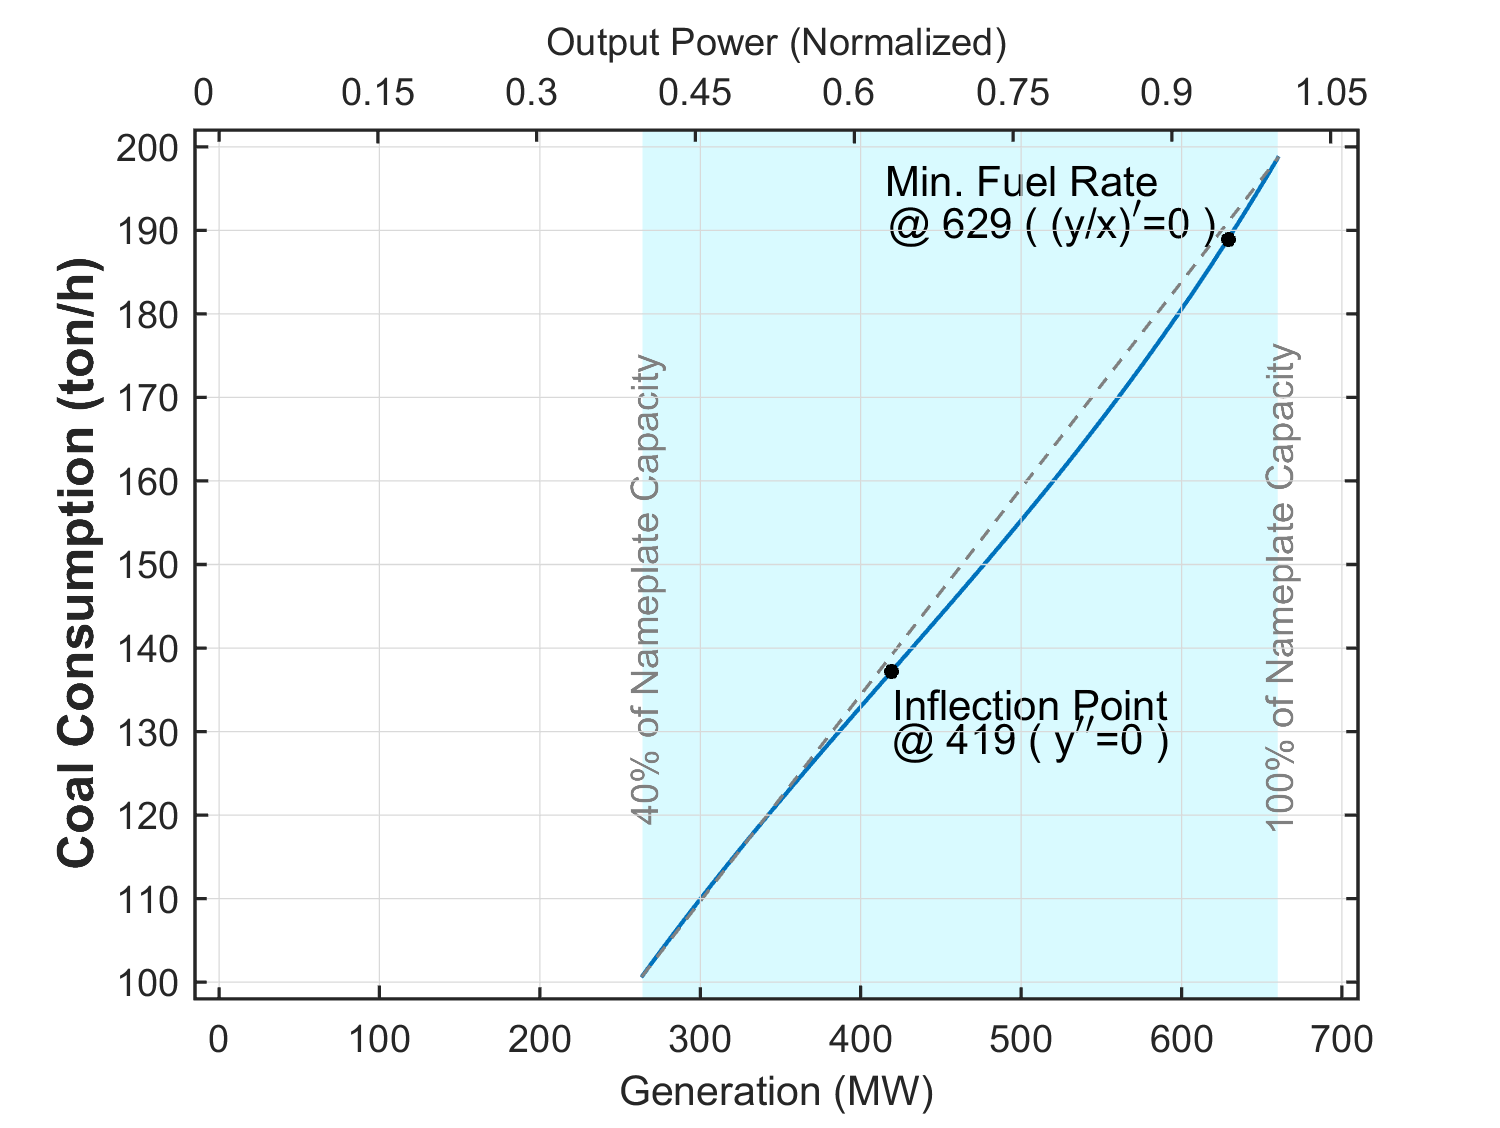 Output Power (Normalized)
0 0.15 0.3 0.45 0.6 0.75 0.9 1.05
200
190
180
170
160
150
140
130
120
110
100
Coal Consumption (ton/h)
Min. Fuel Rate
@ 629 ( (y/x)′=0 )
40% of Nameplate Capacity
100% of Nameplate Capacity
Inflection Point
@ 419 ( y′′=0 )
0 100 200 300 400 500 600 700
Generation (MW)